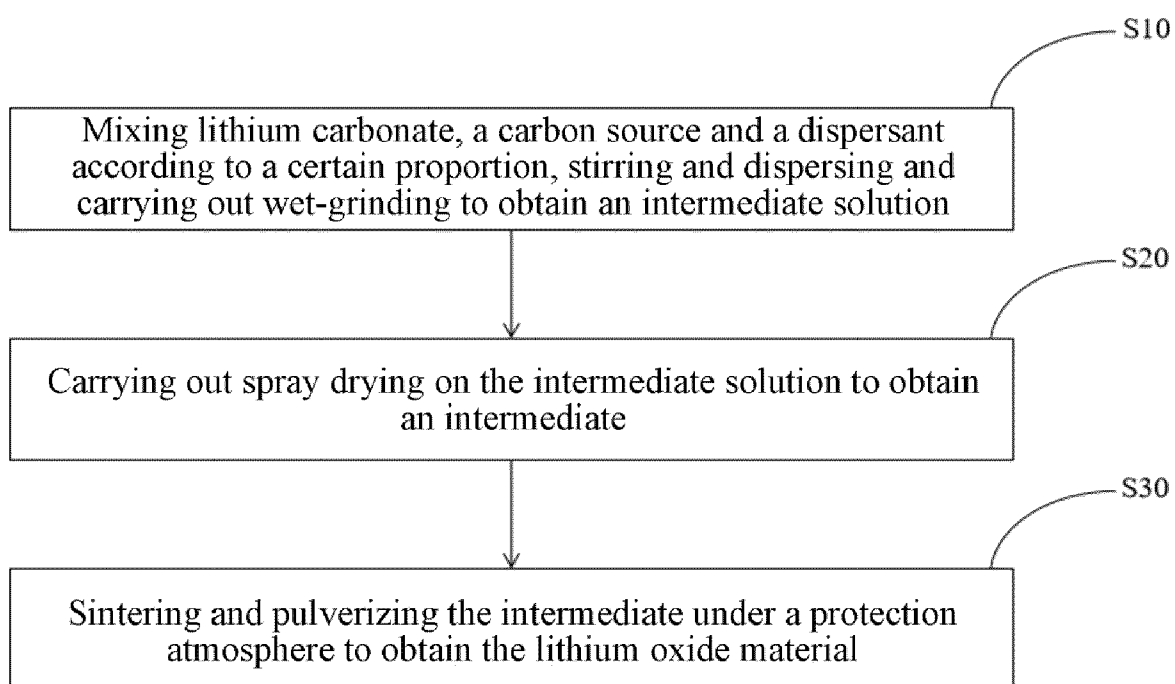 S10
Mixing lithium carbonate, a carbon source and a dispersant
according to a certain proportion, stirring and dispersing and
carrying out wet-grinding to obtain an intermediate solution
S20
Carrying out spray drying on the intermediate solution to obtain
an intermediate
S30
Sintering and pulverizing the intermediate under a protection
atmosphere to obtain the lithium oxide material